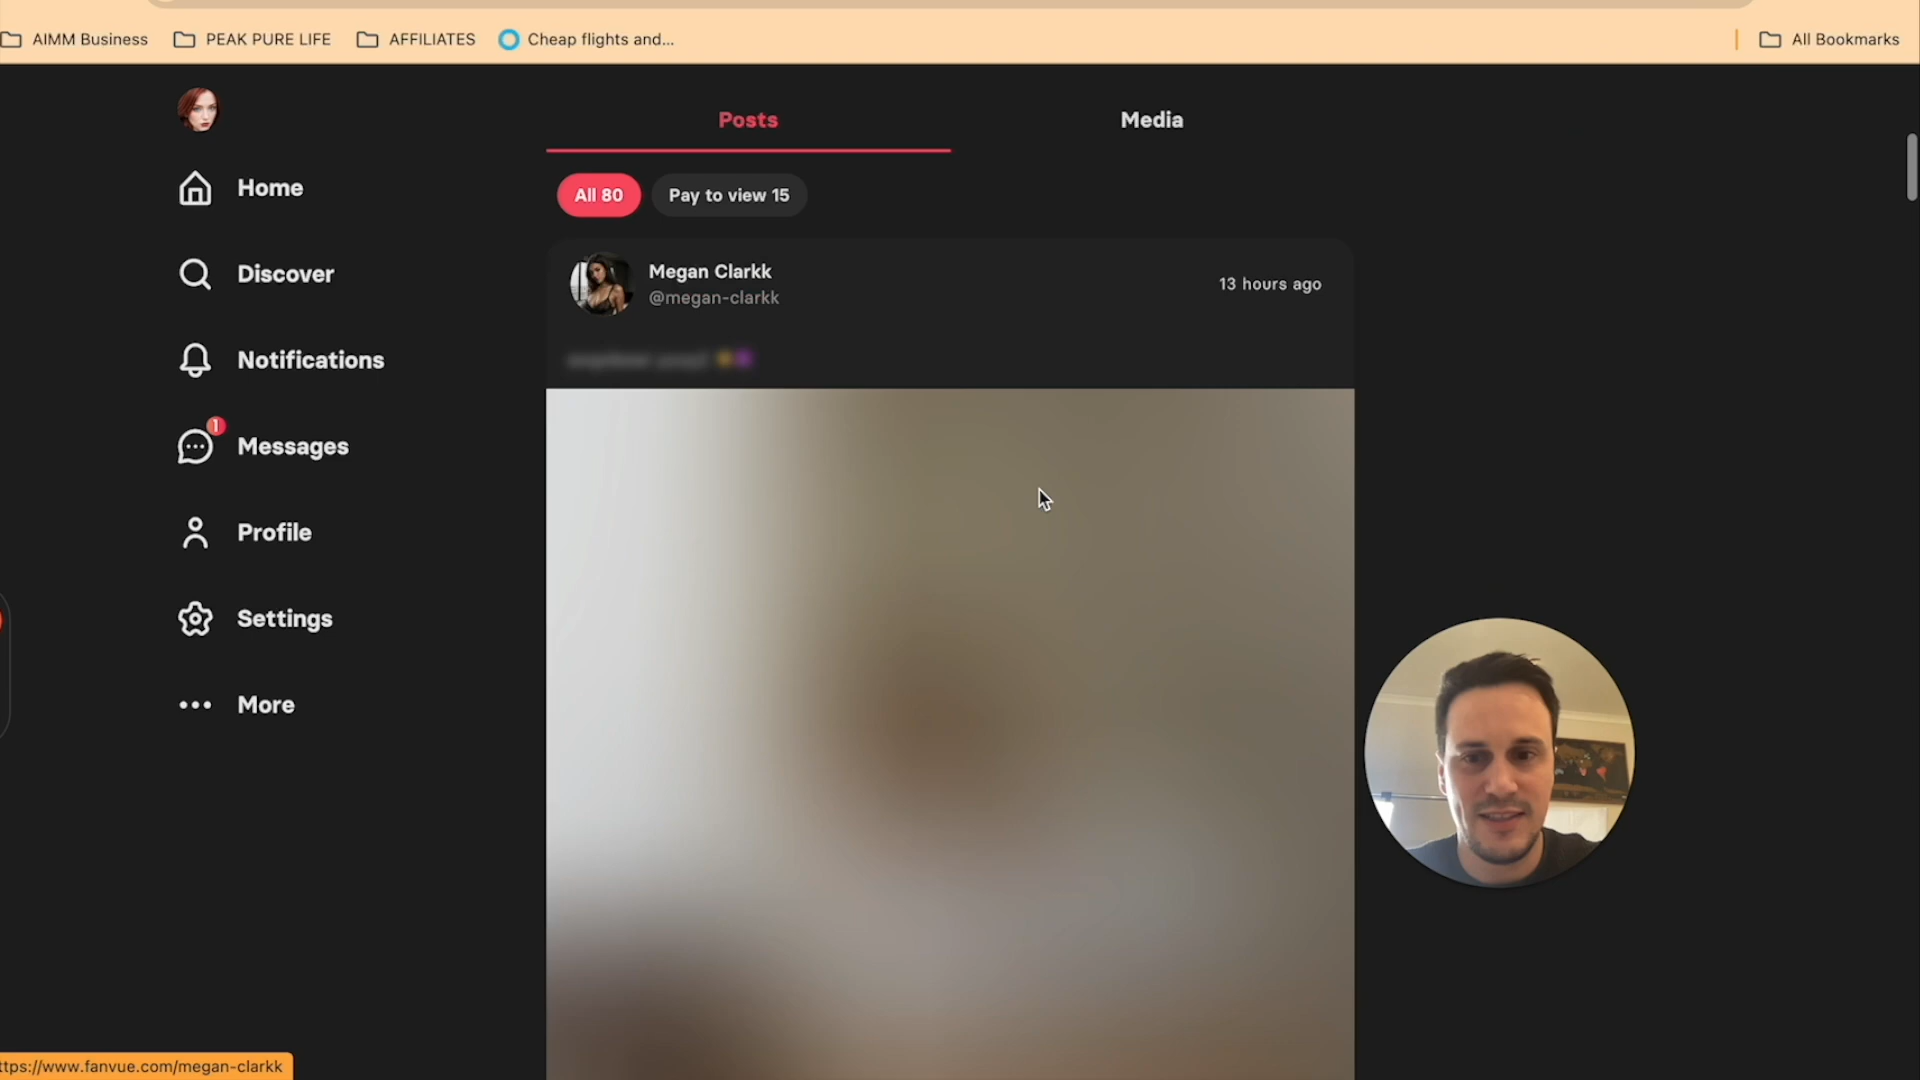 AIMM Business
PEAK PURE LIFE
AFFILIATES
Cheap flights and...
All Bookmarks
Posts
Media
Home
All 80
Pay to view 15
Discover
Megan Clarkk
@megan-clarkk
13 hours ago
Notifications
1
Messages
Profile
Settings
More
ttps://www.fanvue.com/megan-clarkk